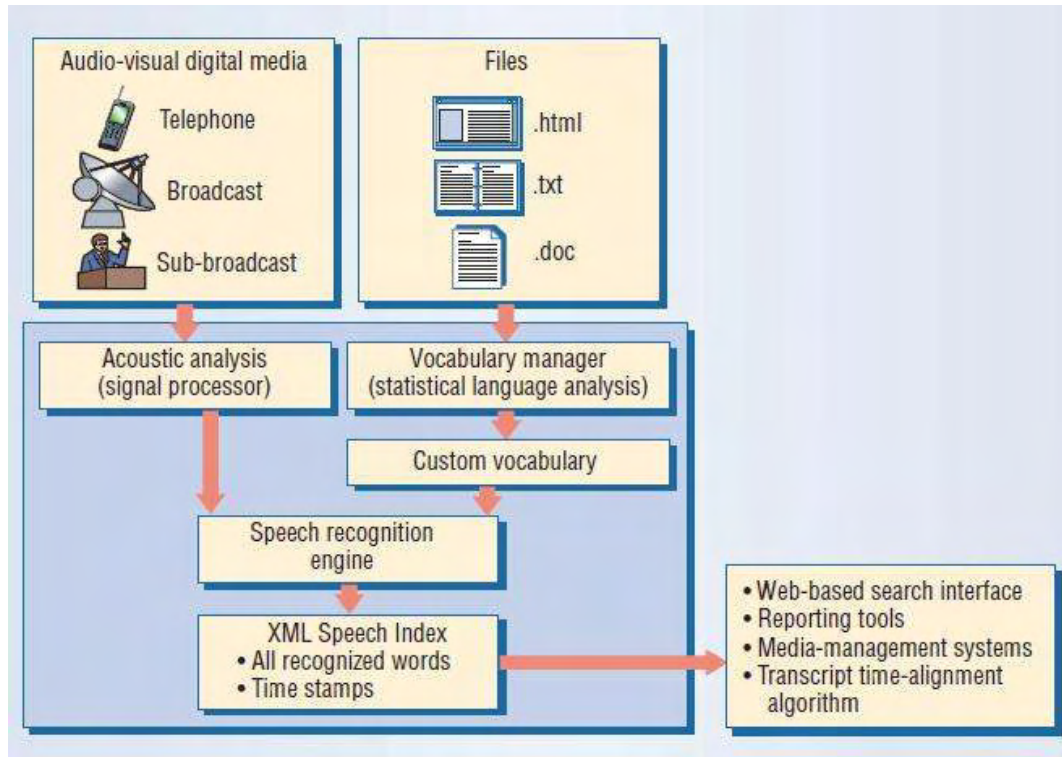 Audio-visual digital media
Telephone
Broadcast
Sub-broadcast
Files
.html
.txt
.doc
Acoustic analysis
(signal processor)
Vocabulary manager
(statistical language analysis)
Custom vocabulary
Speech recognition
engine
XML Speech Index
• All recognized words
• Time stamps
• Web-based search interface
• Reporting tools
• Media-management systems
• Transcript time-alignment
algorithm